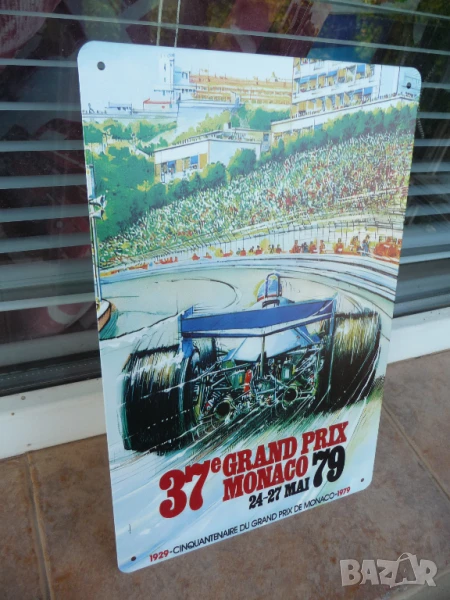 37e GRAND PRIX
MONACO 79
24-27 MAI
1929-CINQUANTENAIRE DU GRAND PRIX DE MONACO-1979
BAZAR